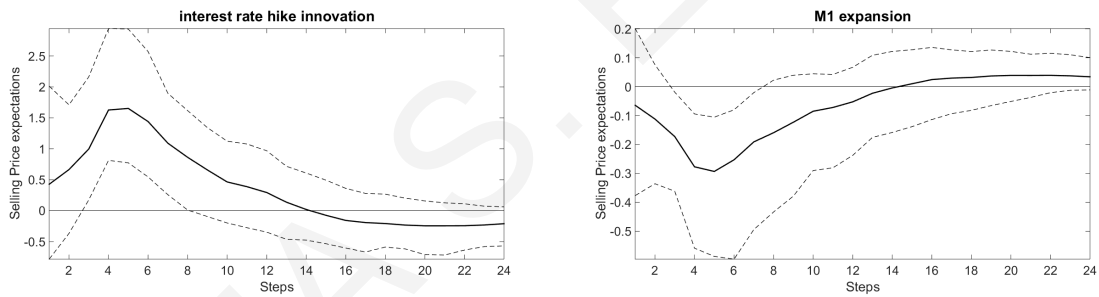 interest rate hike innovation
Selling Price expectations
2.5
2
1.5
1
0.5
0
-0.5
2 4 6 8 10 12 14 16 18 20 22 24
Steps
M1 expansion
Selling Price expectations
0.2
0.1
0
-0.1
-0.2
-0.3
-0.4
-0.5
2 4 6 8 10 12 14 16 18 20 22 24
Steps